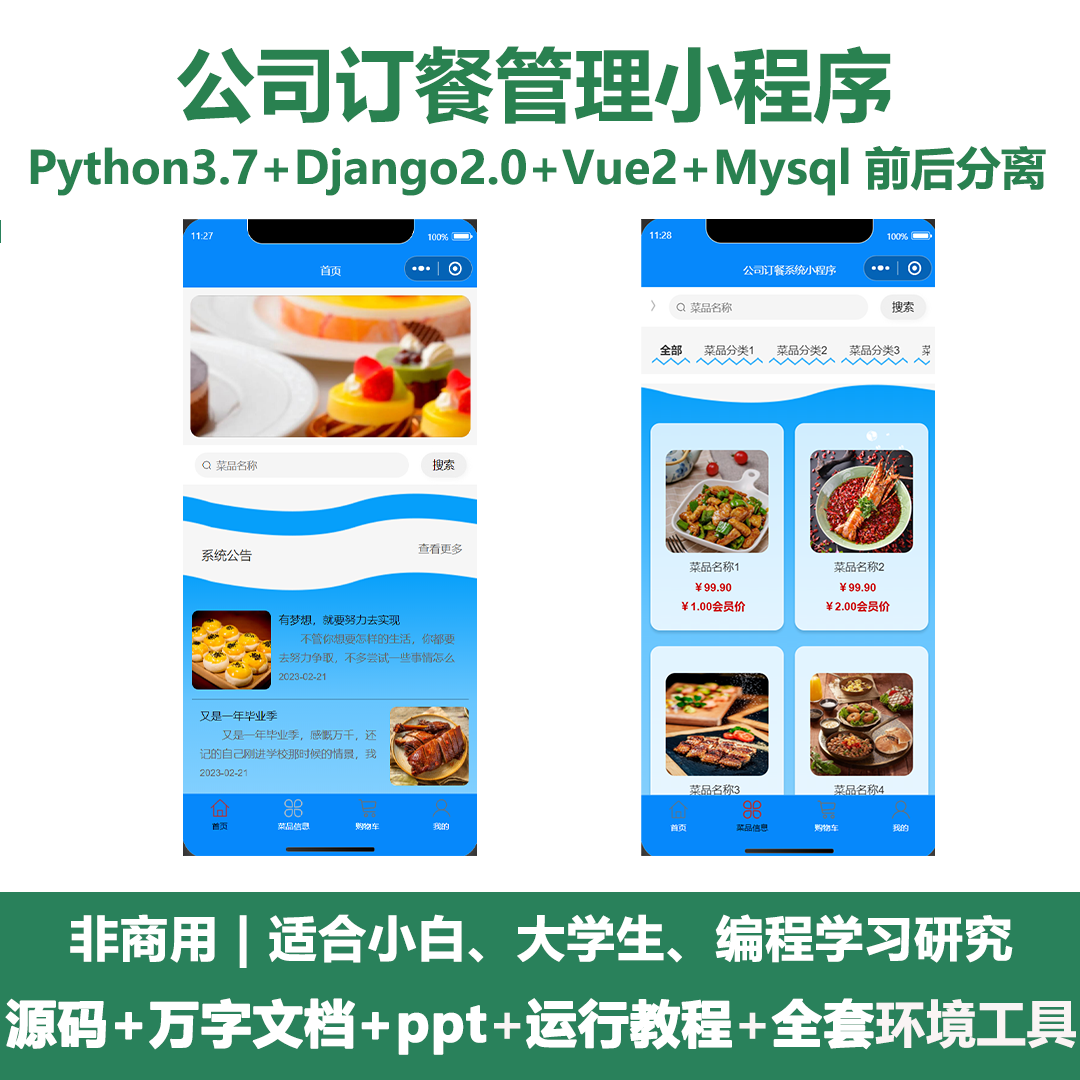 公司订餐管理小程序
Python3.7+Django2.0+Vue2+Mysql 前后分离
11:27
100%
首页
菜品名称
搜索
系统公告
查看更多
有梦想，就要努力去实现
不管你想要怎样的生活，你都要
去努力争取，不多尝试一些事情怎么
2023-02-21
又是一年毕业季
又是一年毕业季，感慨万千，还
记的自己刚进学校那时候的情景，我
2023-02-21
首页
菜品信息
购物车
我的
11:28
100%
公司订餐系统小程序
菜品名称
搜索
全部
菜品分类1
菜品分类2
菜品分类3
菜
菜品名称1
￥99.90
￥1.00会员价
菜品名称2
￥99.90
￥2.00会员价
菜品名称3
菜品名称4
首页
菜品信息
购物车
我的
非商用｜适合小白、大学生、编程学习研究
源码+万字文档+ppt+运行教程+全套环境工具